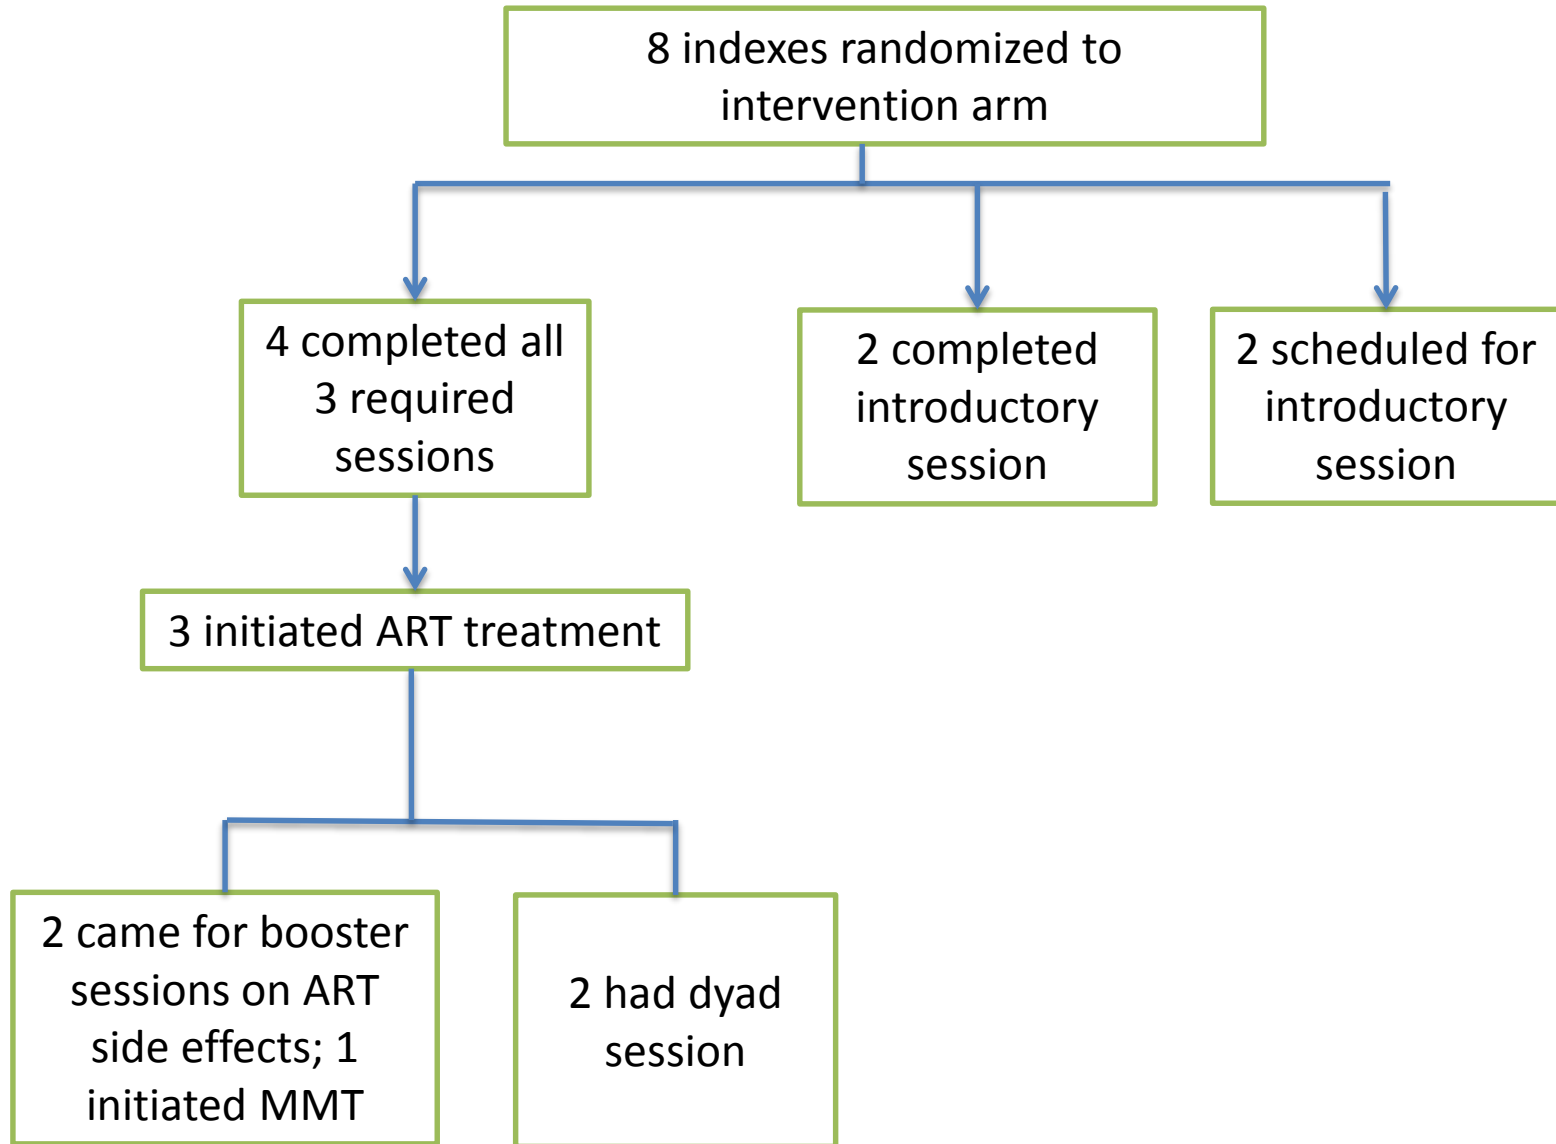 8 indexes randomized to
intervention arm
4 completed all
3 required
sessions
2 completed
introductory
session
2 scheduled for
introductory
session
3 initiated ART treatment
2 came for booster
sessions on ART
side effects; 1
initiated MMT
2 had dyad
session